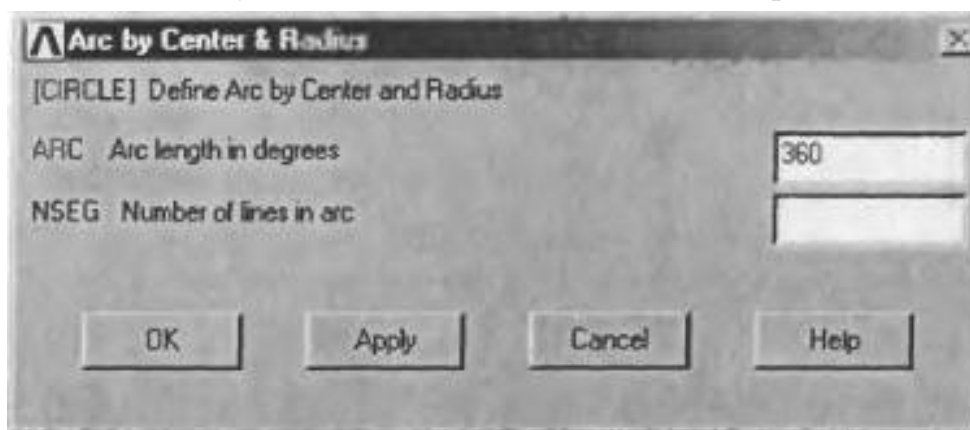 Arc by Center & Radius
[CIRCLE] Define Arc by Center and Radius
ARC Arc length in degrees 360
NSEG Number of lines in arc
OK Apply Cancel Help